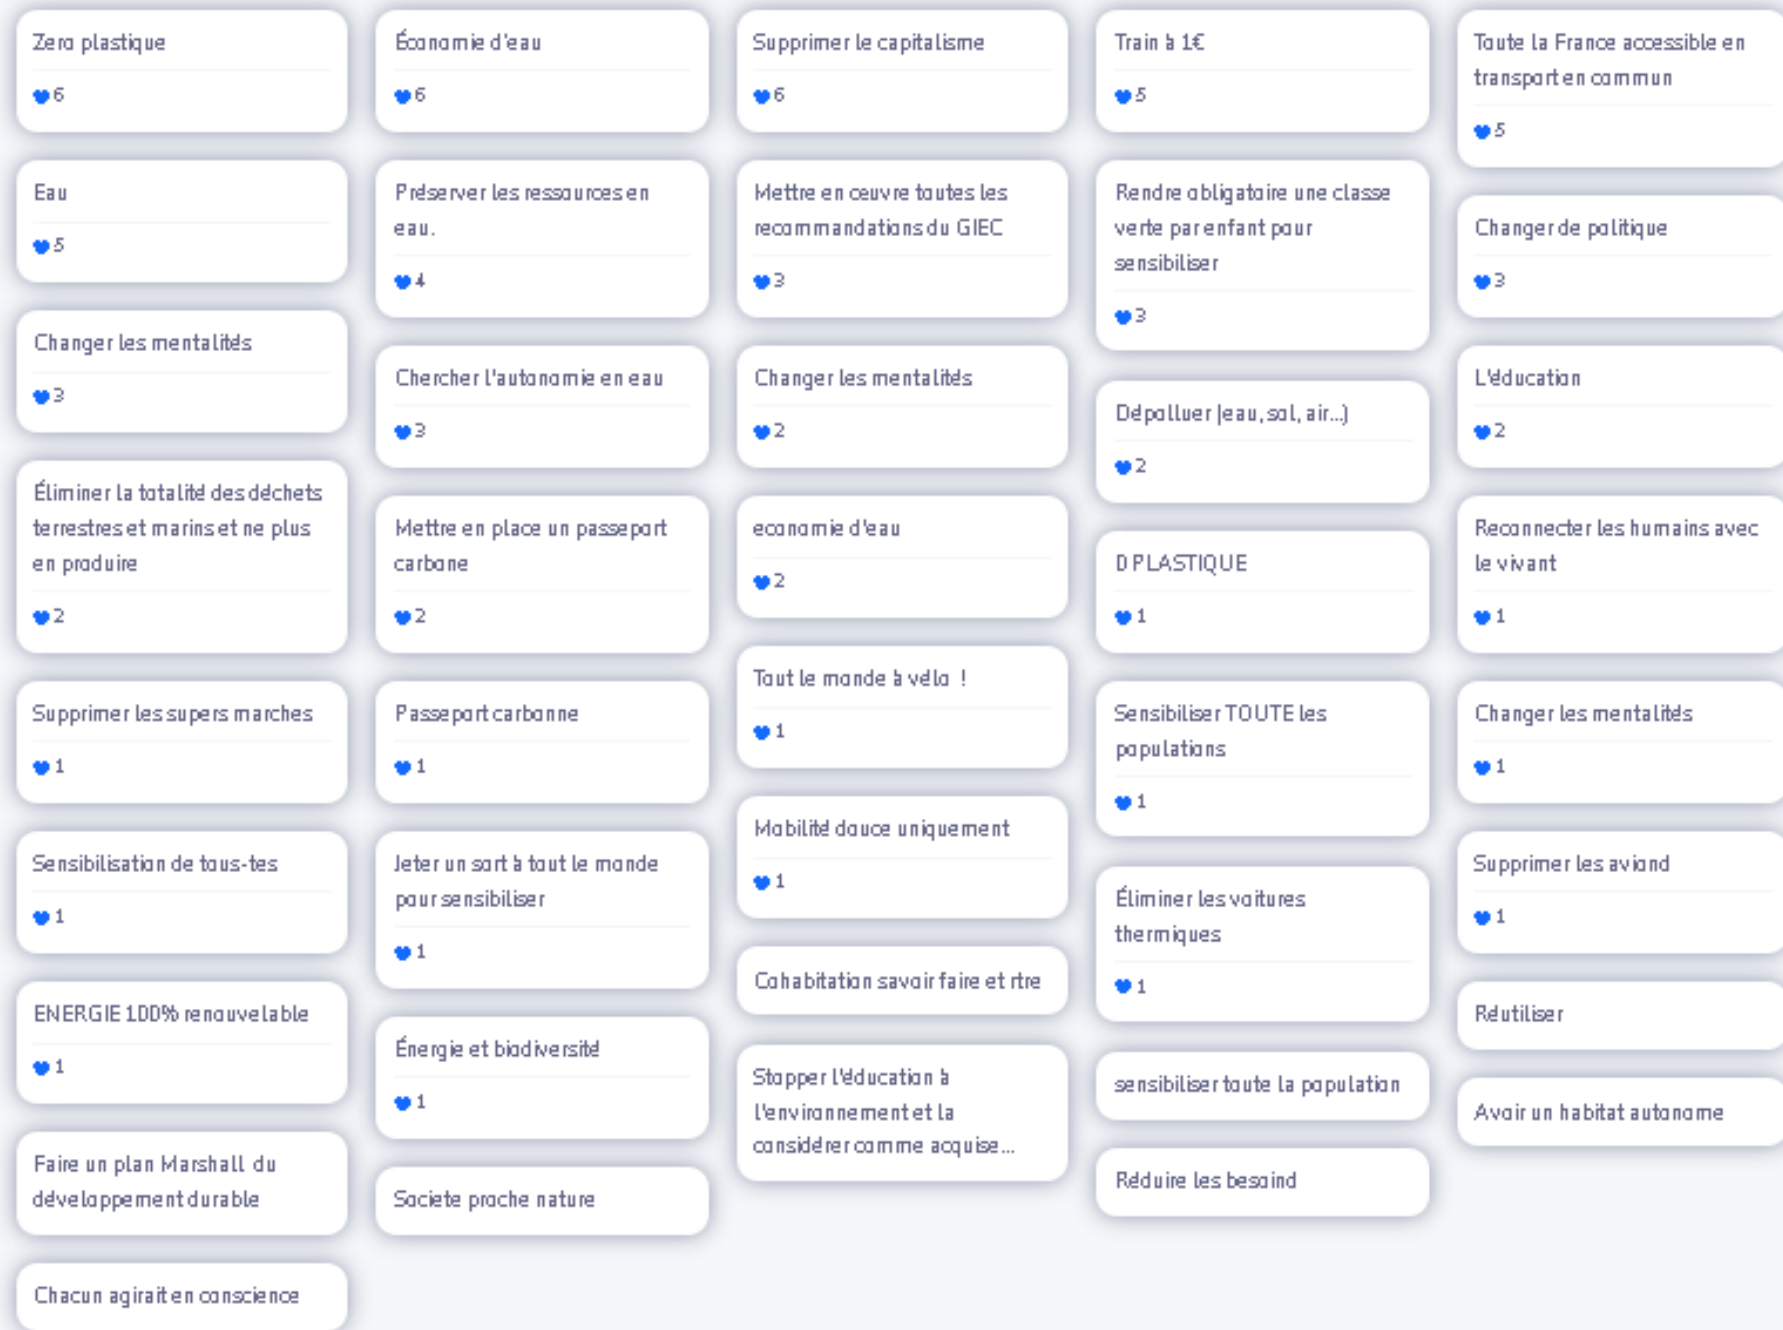 Zero plastique
6
Économie d'eau
6
Supprimer le capitalisme
6
Train à 1€
5
Toute la France accessible en
transport en commun
5
Eau
5
Préserver les ressources en
eau.
4
Mettre en œuvre toutes les
recommandations du GIEC
3
Rendre obligatoire une classe
verte par enfant pour
sensibiliser
3
Changer de politique
3
Changer les mentalités
3
Chercher l'autonomie en eau
3
Changer les mentalités
2
Dépolluer (eau, sol, air...)
2
L'éducation
2
Éliminer la totalité des déchets
terrestres et marins et ne plus
en produire
2
Mettre en place un passeport
carbone
2
economie d'eau
2
0 PLASTIQUE
1
Reconnecter les humains avec
le vivant
1
Supprimer les supers marches
1
Passeport carbonne
1
Tout le monde à vélo !
1
Sensibiliser TOUTE les
populations
1
Changer les mentalités
1
Sensibilisation de tous-tes
1
Jeter un sort à tout le monde
pour sensibiliser
1
Mobilité douce uniquement
1
Éliminer les voitures
thermiques
1
Supprimer les aviond
1
ENERGIE 100% renouvelable
1
Énergie et biodiversité
1
Cohabitation savoir faire et rtre
sensibiliser toute la population
Réutiliser
Faire un plan Marshall du
développement durable
Societe proche nature
Stopper l'éducation à
l'environnement et la
considérer comme acquise...
Réduire les besoind
Avoir un habitat autonome
Chacun agirait en conscience